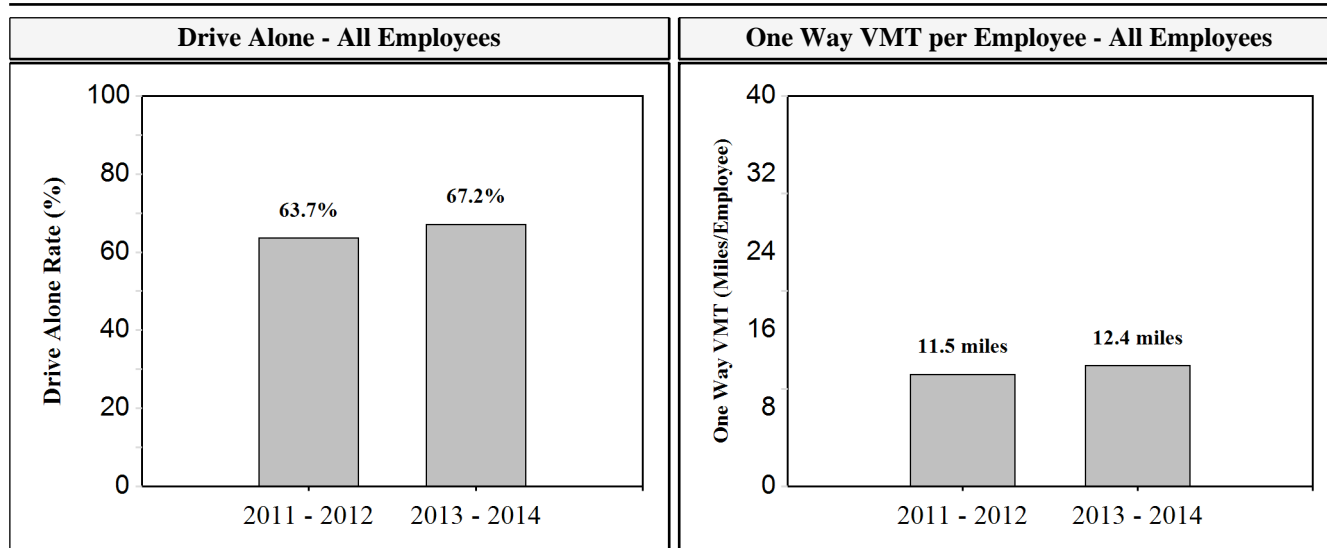 Drive Alone - All Employees
Drive Alone Rate (%)
100
80
60
40
20
0
63.7%
67.2%
2011 - 2012
2013 - 2014
One Way VMT per Employee - All Employees
One Way VMT (Miles/Employee)
40
32
24
16
8
0
11.5 miles
12.4 miles
2011 - 2012
2013 - 2014